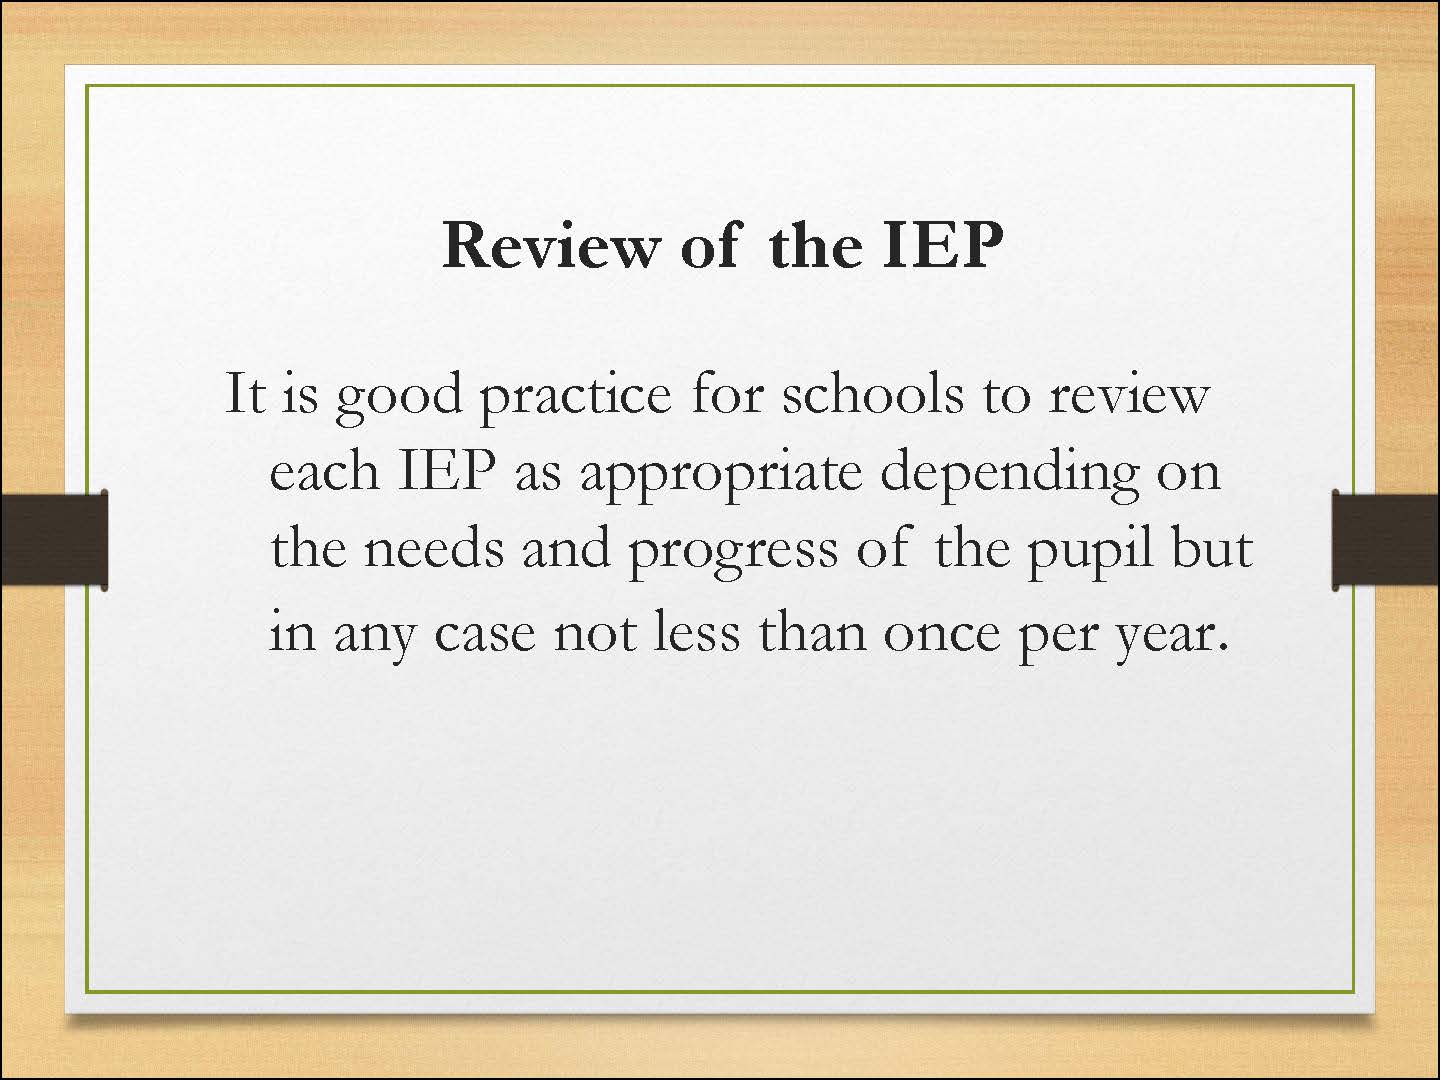 Review of the IEP
It is good practice for schools to review
each IEP as appropriate depending on
the needs and progress of the pupil but
in any case not less than once per year.